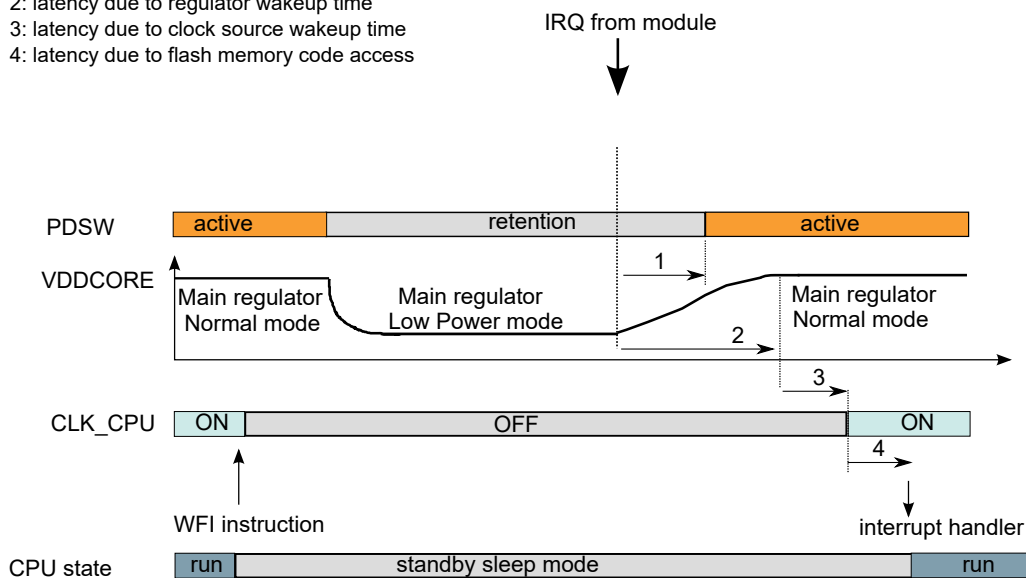 2: latency due to regulator wakeup time
3: latency due to clock source wakeup time
4: latency due to flash memory code access
IRQ from module
PDSW
active
retention
active
1
VDDCORE
Main regulator
Normal mode
Main regulator
Low Power mode
Main regulator
Normal mode
2
3
CLK_CPU
ON
OFF
ON
4
WFI instruction
interrupt handler
CPU state
run
standby sleep mode
run